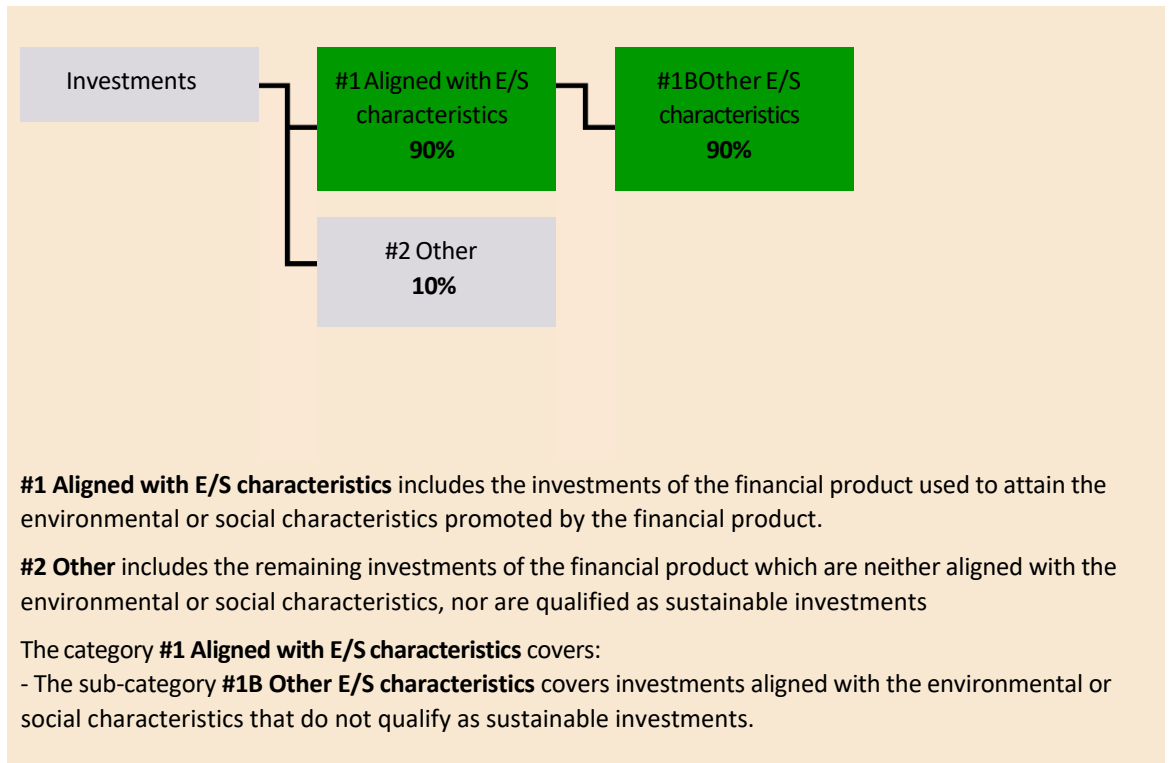 Investments
#1 Aligned with E/S
characteristics
90%
#1BOther E/S
characteristics
90%
#2 Other
10%
#1 Aligned with E/S characteristics includes the investments of the financial product used to attain the
environmental or social characteristics promoted by the financial product.
#2 Other includes the remaining investments of the financial product which are neither aligned with the
environmental or social characteristics, nor are qualified as sustainable investments
The category #1 Aligned with E/S characteristics covers:
- The sub-category #1B Other E/S characteristics covers investments aligned with the environmental or
social characteristics that do not qualify as sustainable investments.